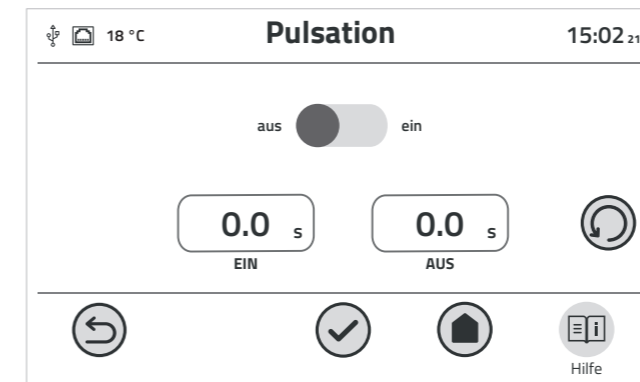 18 °C Pulsation 15:02 21
aus ein
0.0 s 0.0 s
EIN AUS
i
Hilfe